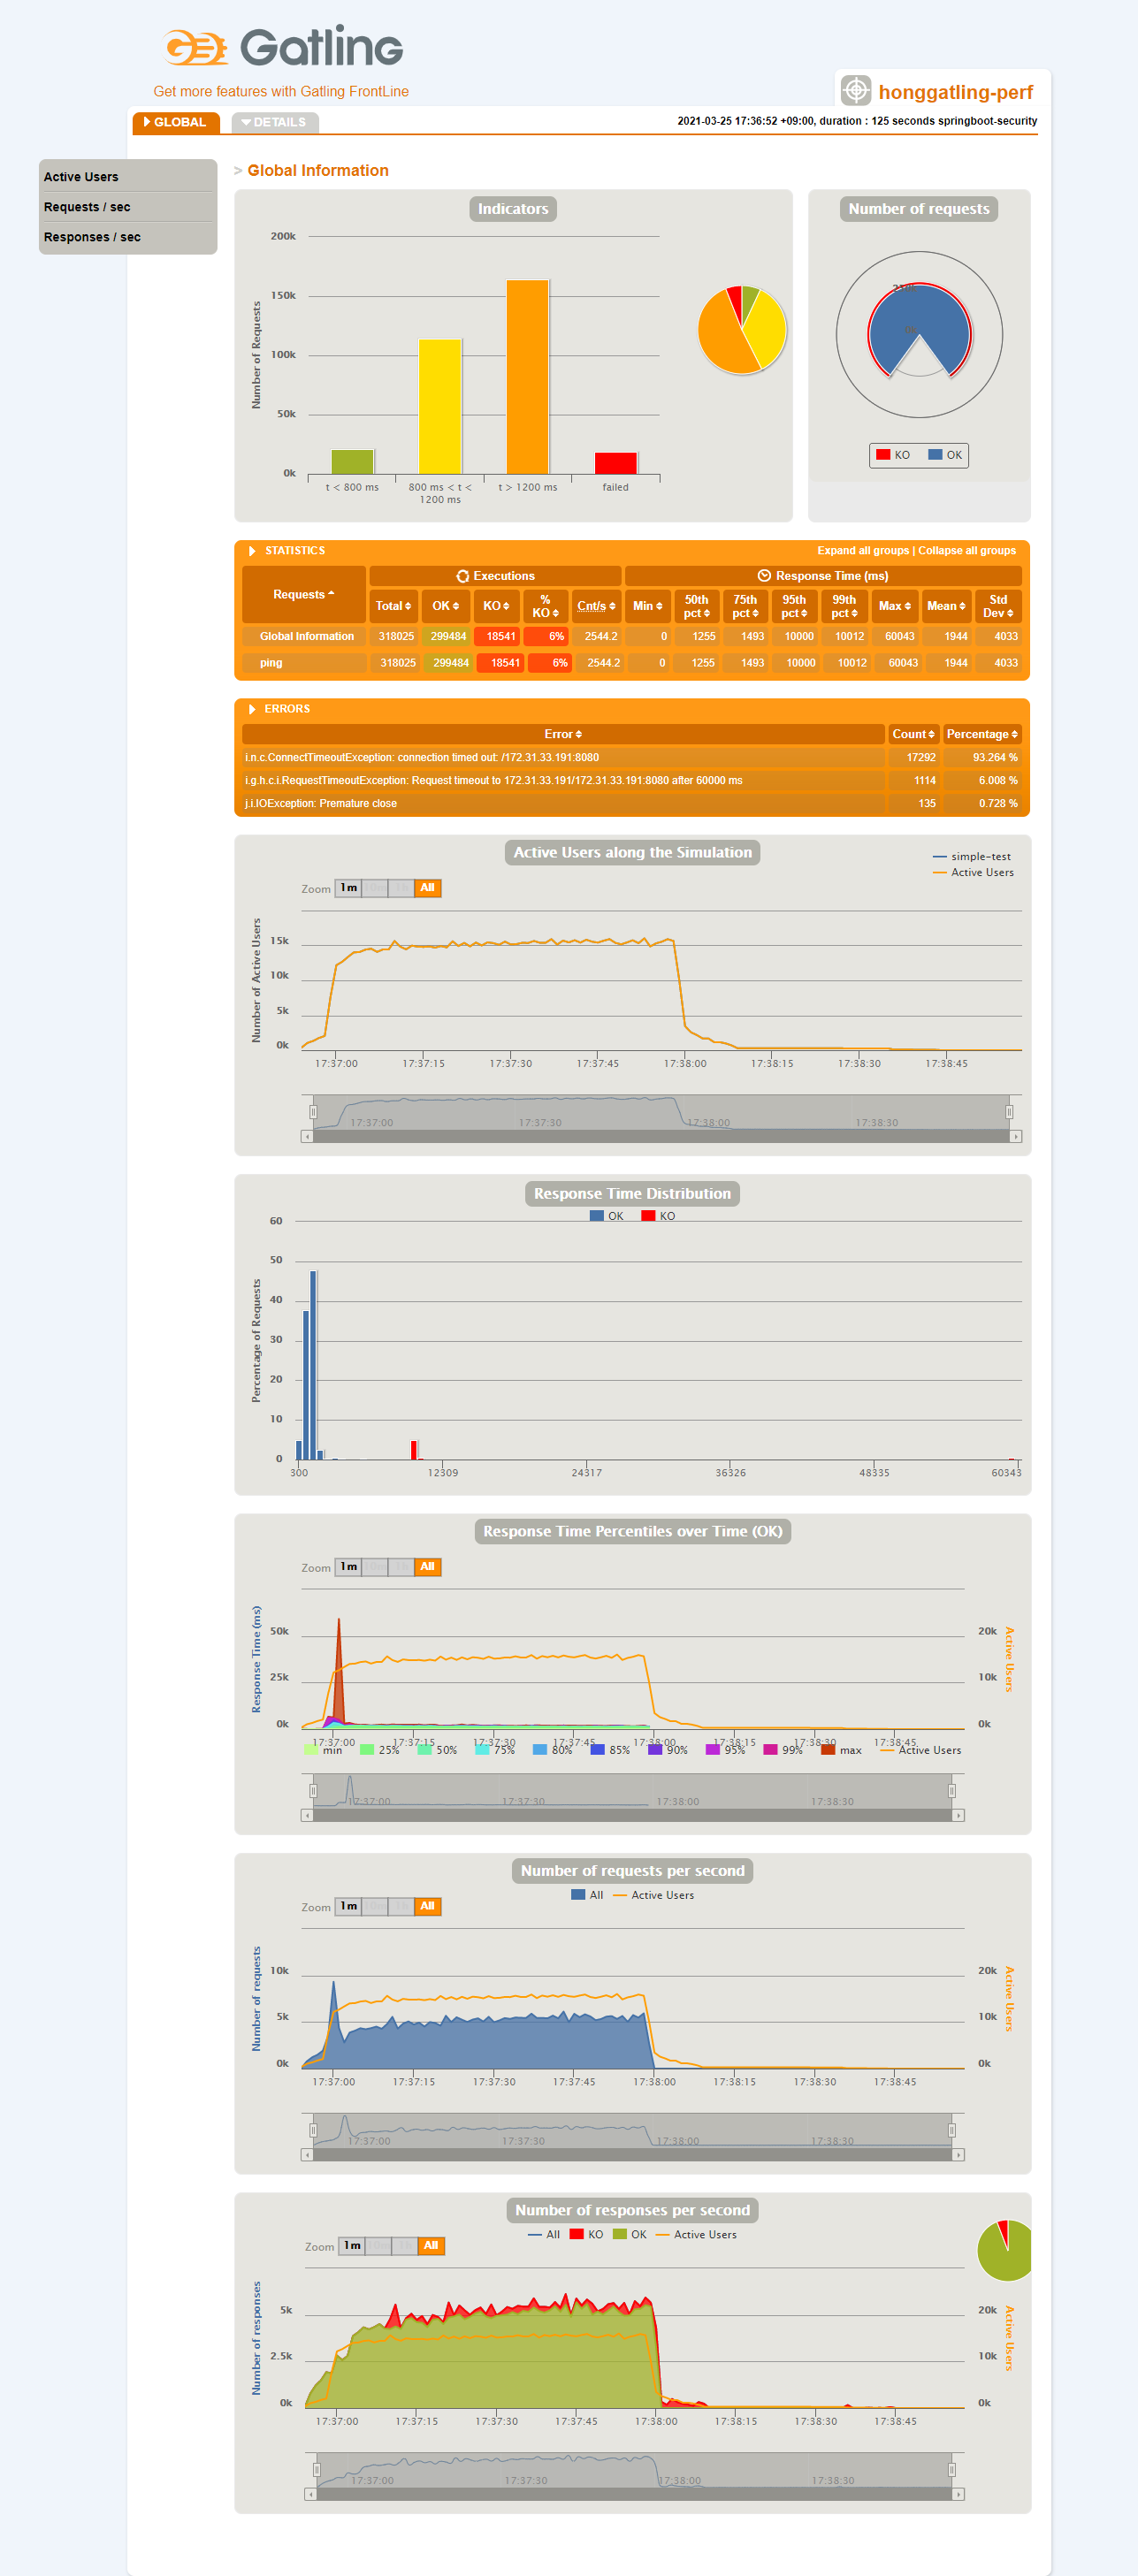 Gatling
Get more features with Gatling FrontLine
honggatling-perf
GLOBAL
DETAILS
2021-03-25 17:36:52 +09:00, duration : 125 seconds springboot-security
Active Users
Requests / sec
Responses / sec
> Global Information
Indicators
Number of Requests
200k
150k
100k
50k
0k
t < 800 ms
800 ms < t < 1200 ms
t > 1200 ms
failed
Number of requests
KO OK
STATISTICS
Expand all groups | Collapse all groups
Requests Executions Response Time (ms)
Total OK KO % KO Cnt/s Min 50th pct 75th pct 95th pct 99th pct Max Mean Std Dev
Global Information 318025 299484 18541 6% 2544.2 0 1255 1493 10000 10012 60043 1944 4033
ping 318025 299484 18541 6% 2544.2 0 1255 1493 10000 10012 60043 1944 4033
ERRORS
Error Count Percentage
i.n.c.ConnectTimeoutException: connection timed out: /172.31.33.191:8080 17292 93.264 %
i.g.h.c.i.RequestTimeoutException: Request timeout to 172.31.33.191/172.31.33.191:8080 after 60000 ms 1114 6.008 %
j.i.IOException: Premature close 135 0.728 %
Active Users along the Simulation
simple-test
Active Users
Zoom 1m All
Number of Active Users
15k
10k
5k
0k
17:37:00 17:37:15 17:37:30 17:37:45 17:38:00 17:38:15 17:38:30 17:38:45
17:37:00 17:37:30 17:38:00 17:38:30
Response Time Distribution
OK KO
Percentage of Requests
60
50
40
30
20
10
0
300 12309 24317 36326 48335 60343
Response Time Percentiles over Time (OK)
Zoom 1m All
Response Time (ms)
50k
25k
0k
20k
10k
0k
Active Users
17:37:00 17:37:15 17:37:30 17:37:45 17:38:00 17:38:15 17:38:30 17:38:45
min 25% 50% 75% 80% 85% 90% 95% 99% max Active Users
17:37:00 17:37:30 17:38:00 17:38:30
Number of requests per second
All Active Users
Zoom 1m All
Number of requests
10k
5k
0k
20k
10k
0k
Active Users
17:37:00 17:37:15 17:37:30 17:37:45 17:38:00 17:38:15 17:38:30 17:38:45
17:37:00 17:37:30 17:38:00 17:38:30
Number of responses per second
All KO OK Active Users
Zoom 1m All
Number of responses
5k
2.5k
0k
20k
10k
0k
Active Users
17:37:00 17:37:15 17:37:30 17:37:45 17:38:00 17:38:15 17:38:30 17:38:45
17:37:00 17:37:30 17:38:00 17:38:30